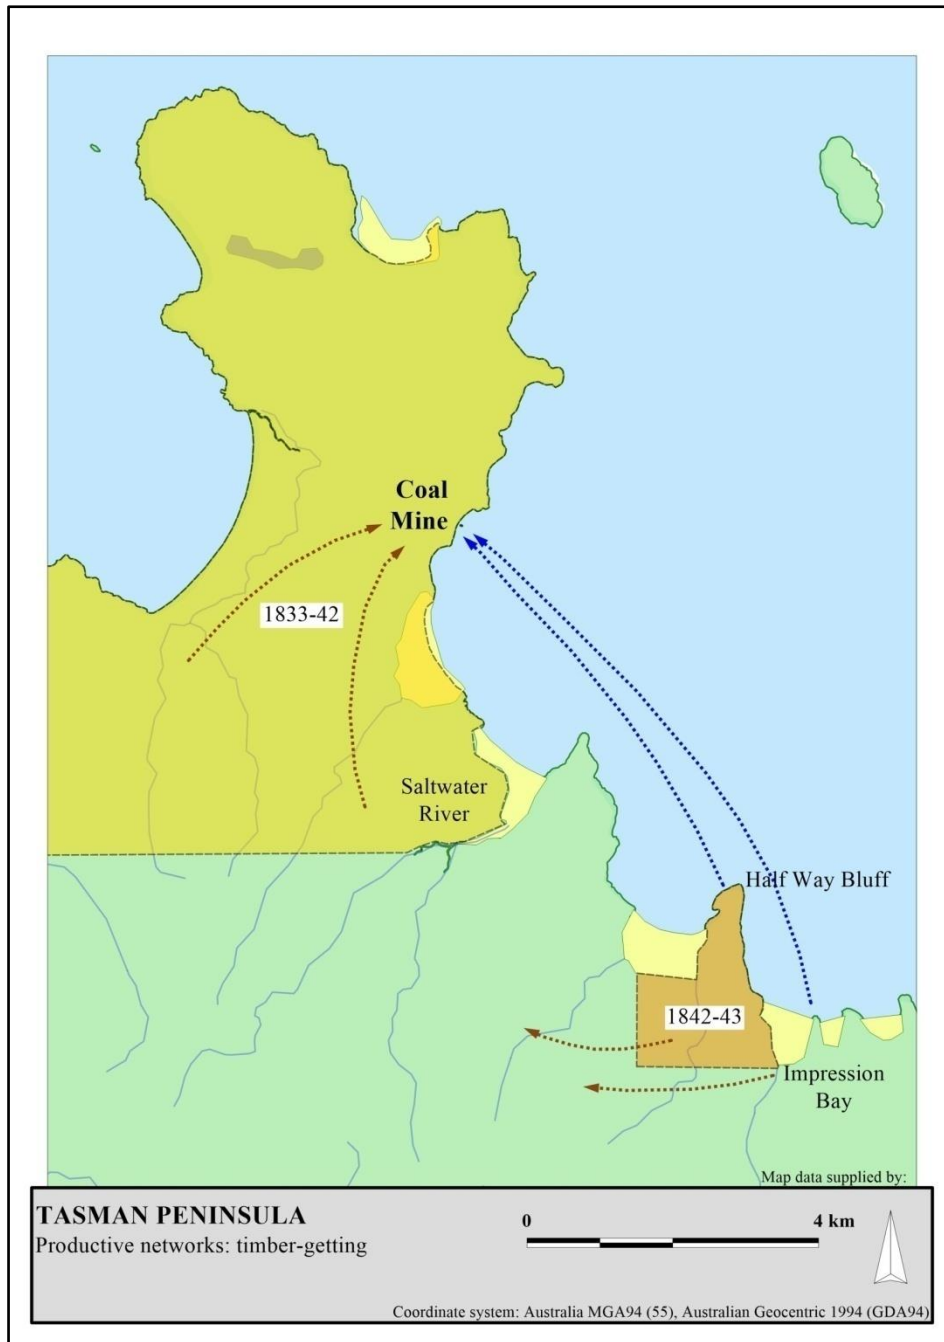 Coal
Mine
1833-42
Saltwater
River
Half Way Bluff
1842-43
Impression
Bay
Map data supplied by:
TASMAN PENINSULA
Productive networks: timber-getting
0 4 km
Coordinate system: Australia MGA94 (55), Australian Geocentric 1994 (GDA94)